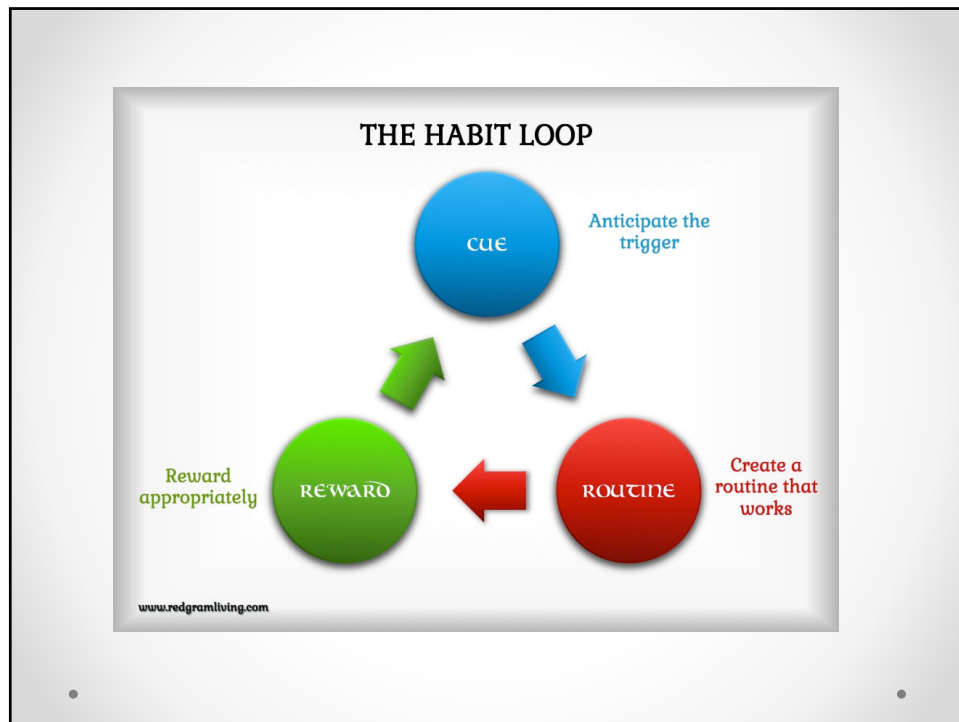 THE HABIT LOOP
CUE
Anticipate the
trigger
ROUTINE
Create a
routine that
works
REWARD
Reward
appropriately
www.redgramliving.com